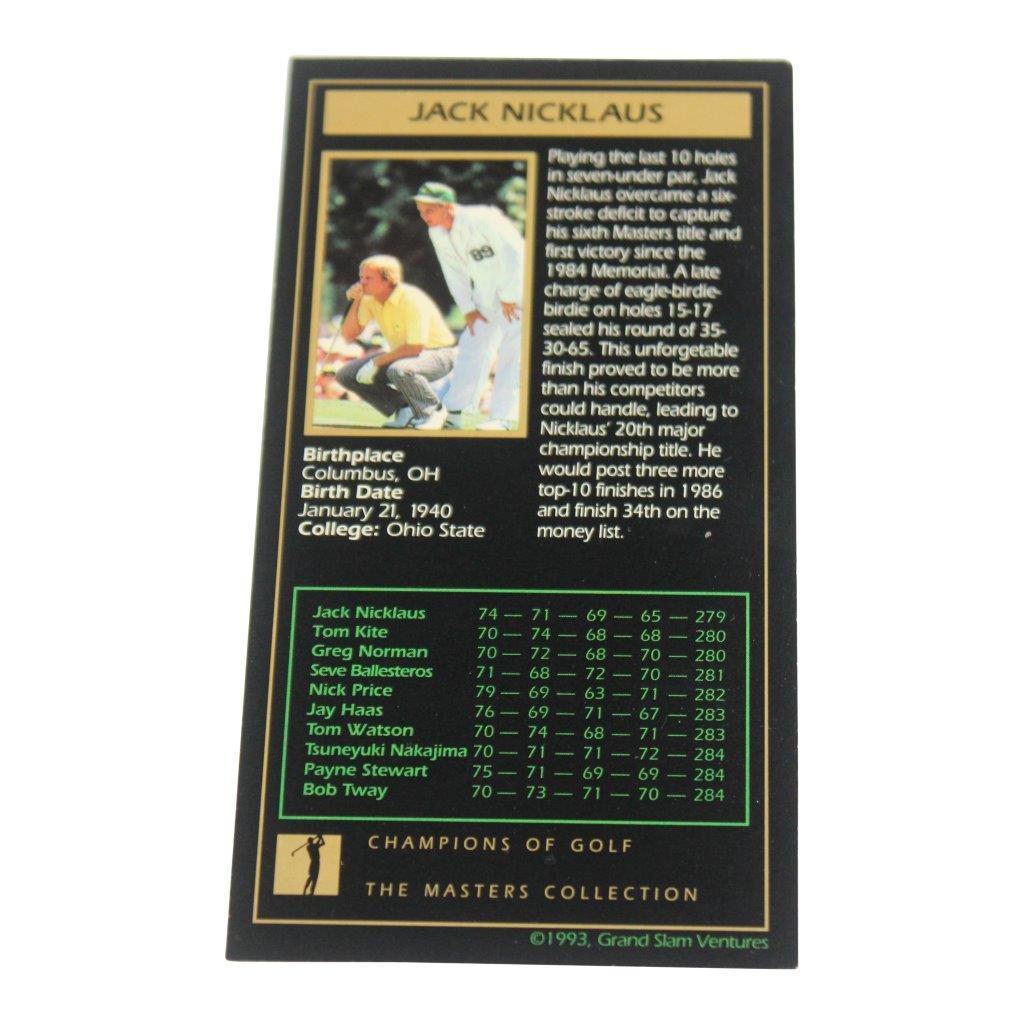 JACK NICKLAUS
89
Playing the last 10 holes
in seven-under par, Jack
Nicklaus overcame a six-
stroke deficit to capture
his sixth Masters title and
first victory since the
1984 Memorial. A late
charge of eagle-birdie-
birdie on holes 15-17
sealed his round of 35-
30-65. This unforgetable
finish proved to be more
than his competitors
could handle, leading to
Nicklaus' 20th major
championship title. He
would post three more
top-10 finishes in 1986
and finish 34th on the
money list.
Birthplace
Columbus, OH
Birth Date
January 21, 1940
College: Ohio State
Jack Nicklaus 74 — 71 — 69 — 65 — 279
Tom Kite 70 — 74 — 68 — 68 — 280
Greg Norman 70 — 72 — 68 — 70 — 280
Seve Ballesteros 71 — 68 — 72 — 70 — 281
Nick Price 79 — 69 — 63 — 71 — 282
Jay Haas 76 — 69 — 71 — 67 — 283
Tom Watson 70 — 74 — 68 — 71 — 283
Tsuneyuki Nakajima 70 — 71 — 71 — 72 — 284
Payne Stewart 75 — 71 — 69 — 69 — 284
Bob Tway 70 — 73 — 71 — 70 — 284
CHAMPIONS OF GOLF
THE MASTERS COLLECTION
©1993, Grand Slam Ventures